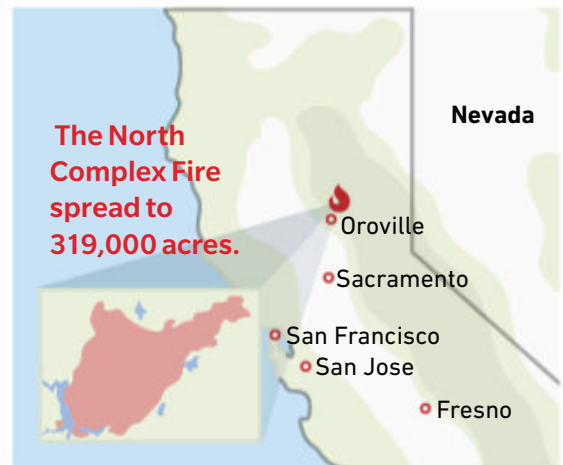 Nevada
The North
Complex Fire
spread to
319,000 acres.
Oroville
Sacramento
San Francisco
San Jose
Fresno